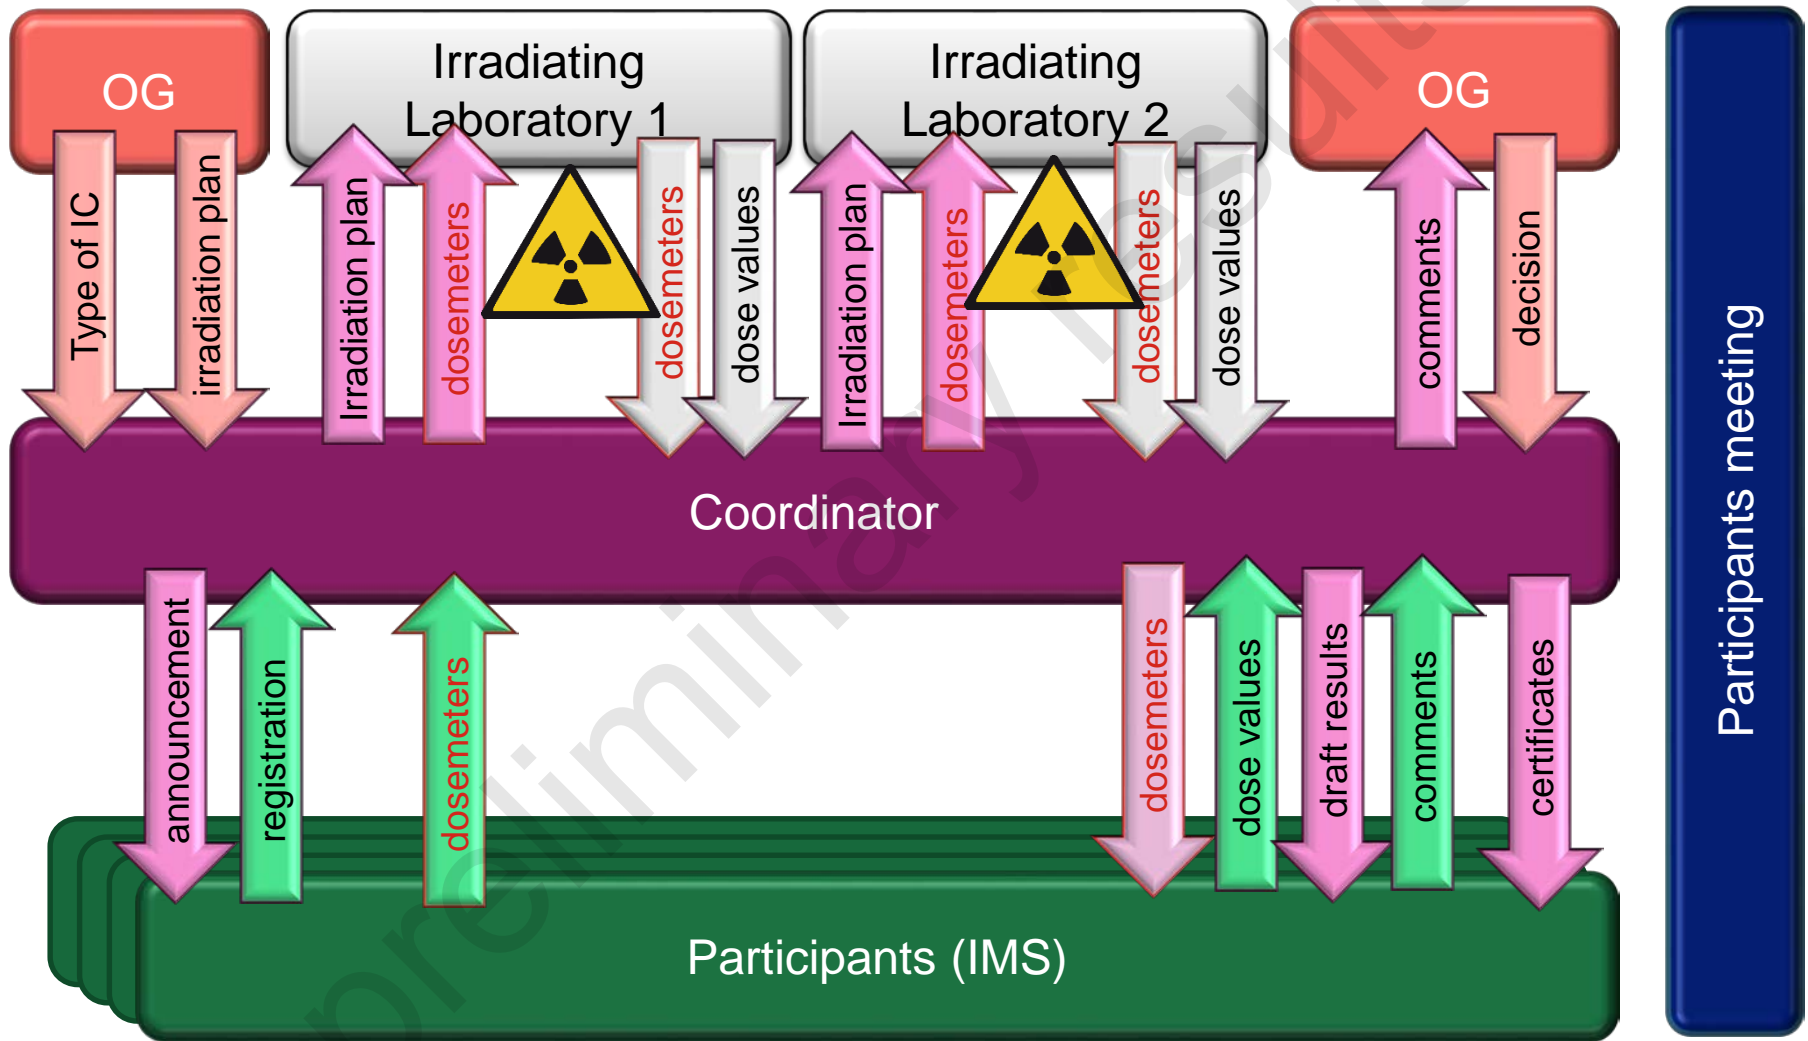 OG
Irradiating
Laboratory 1
Irradiating
Laboratory 2
OG
Type of IC
irradiation plan
Irradiation plan
dosemeters
dosemeters
dose values
Irradiation plan
dosemeters
dosemeters
dose values
comments
decision
Coordinator
announcement
registration
dosemeters
dosemeters
dose values
draft results
comments
certificates
Participants (IMS)
Participants meeting
preliminary results